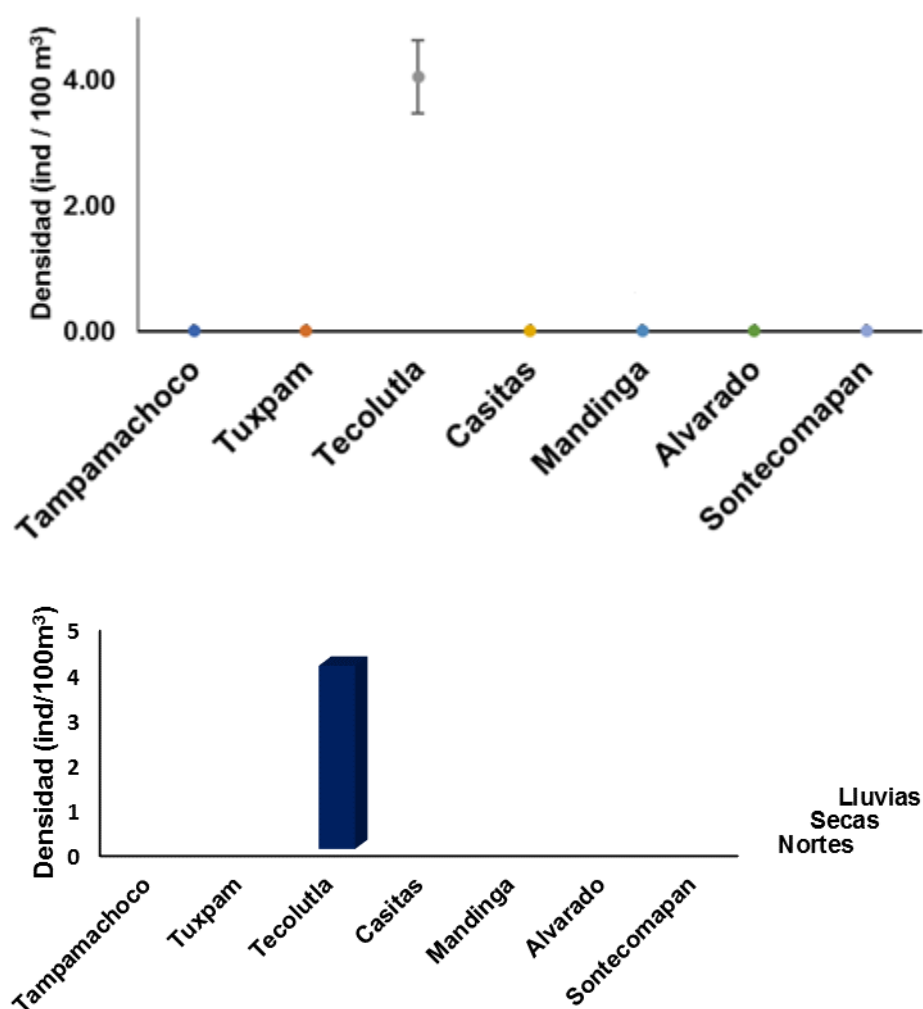 Densidad (ind / 100 m³)
4.00
2.00
0.00
Tampamachoco
Tuxpam
Tecolutla
Casitas
Mandinga
Alvarado
Sontecomapan
Densidad (ind/100m³)
5
4
3
2
1
0
Lluvias
Secas
Nortes
Tampamachoco
Tuxpam
Tecolutla
Casitas
Mandinga
Alvarado
Sontecomapan